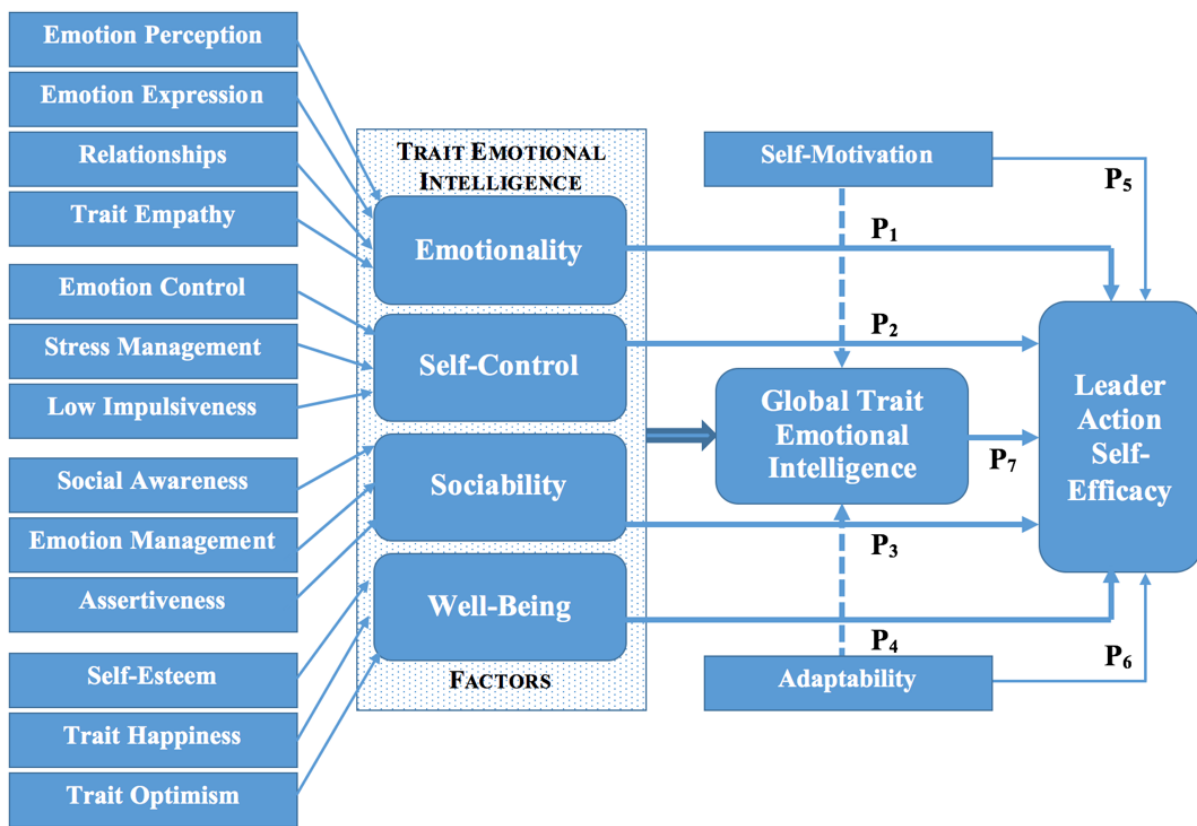 Emotion Perception
Emotion Expression
Relationships
Trait Empathy
Emotion Control
Stress Management
Low Impulsiveness
Social Awareness
Emotion Management
Assertiveness
Self-Esteem
Trait Happiness
Trait Optimism
TRAIT EMOTIONAL
INTELLIGENCE
Emotionality
Self-Control
Sociability
Well-Being
FACTORS
Self-Motivation
P5
P1
P2
Global Trait
Emotional
Intelligence
P7
P3
P4
Adaptability
P6
Leader
Action
Self-
Efficacy